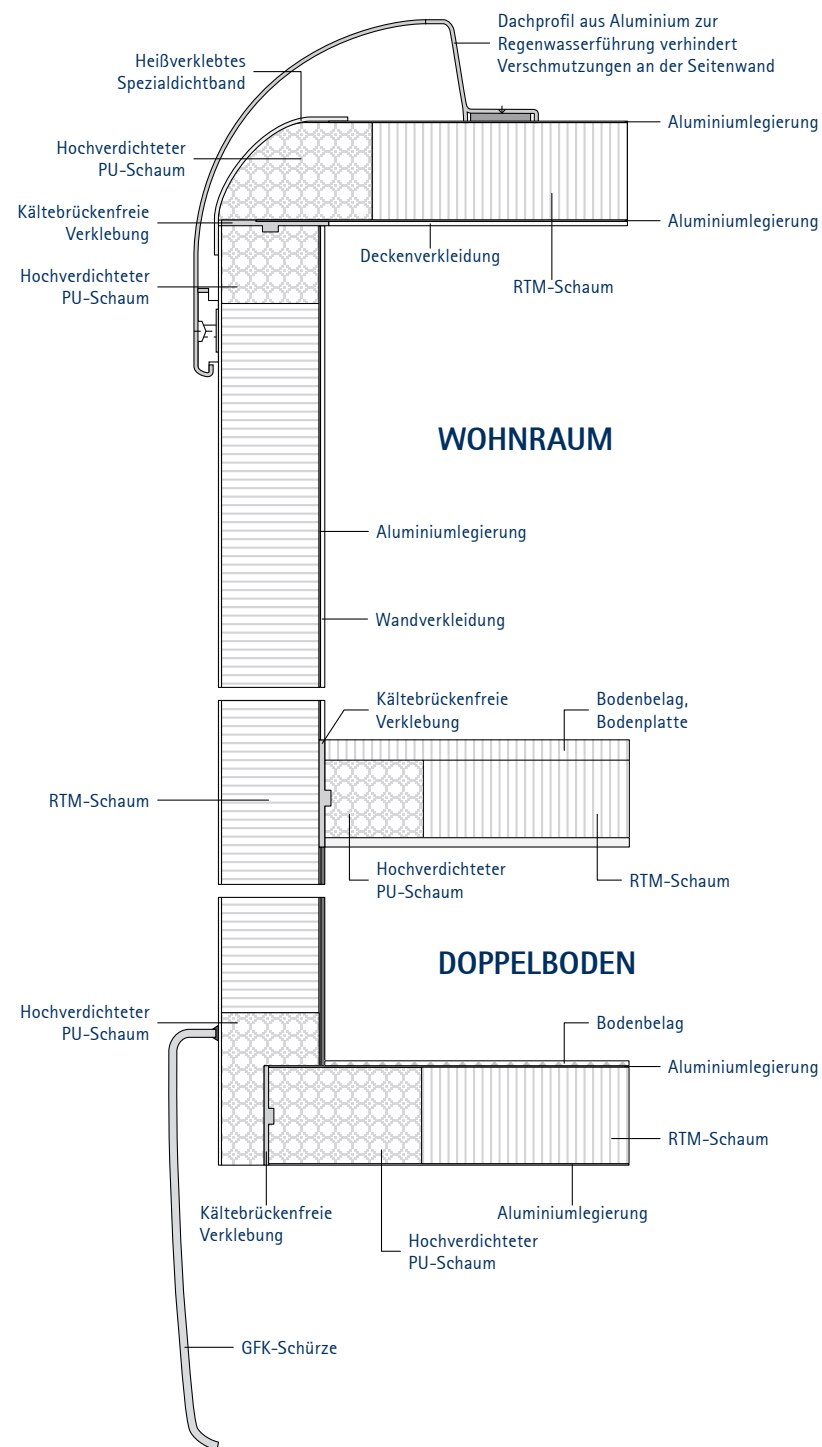 Dachprofil aus Aluminium zur
Regenwasserführung verhindert
Verschmutzungen an der Seitenwand
Heißverklebtes
Spezialdichtband
Aluminiumlegierung
Hochverdichteter
PU-Schaum
Kältebrückenfreie
Verklebung
Aluminiumlegierung
Deckenverkleidung
Hochverdichteter
PU-Schaum
RTM-Schaum
WOHNRAUM
Aluminiumlegierung
Wandverkleidung
Kältebrückenfreie
Verklebung
Bodenbelag,
Bodenplatte
RTM-Schaum
Hochverdichteter
PU-Schaum
RTM-Schaum
DOPPELBODEN
Hochverdichteter
PU-Schaum
Bodenbelag
Aluminiumlegierung
RTM-Schaum
Kältebrückenfreie
Verklebung
Aluminiumlegierung
Hochverdichteter
PU-Schaum
GFK-Schürze